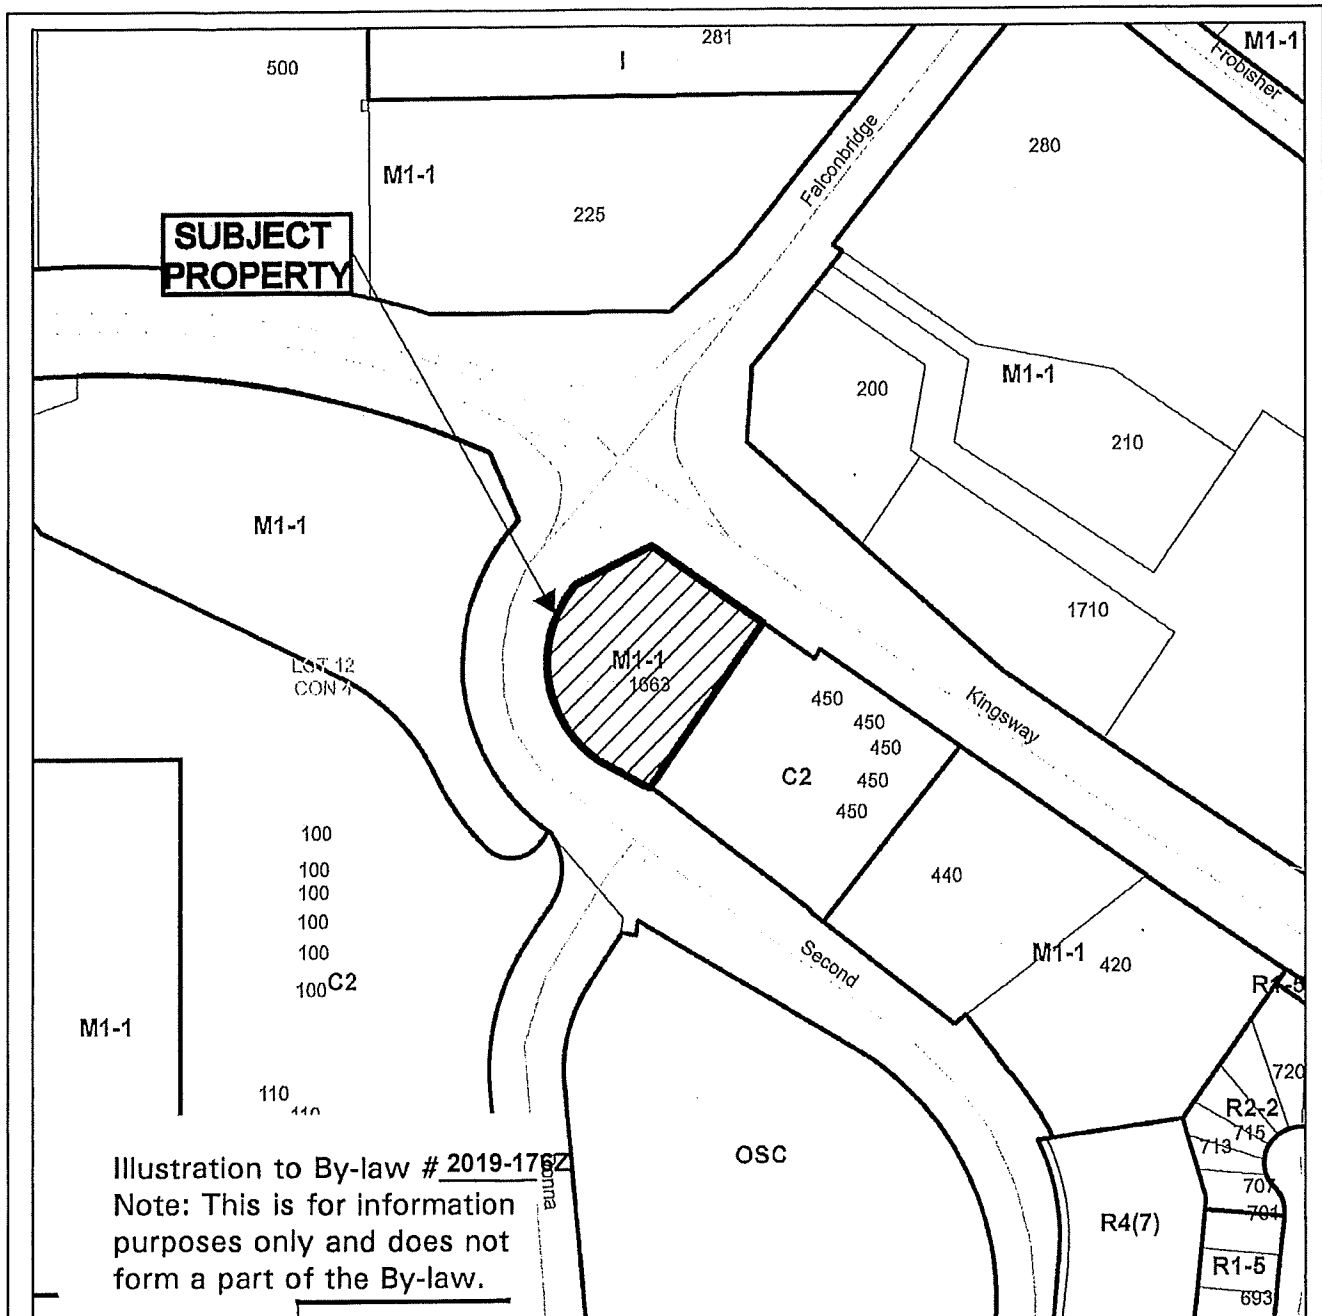 281
M1-1
500
I
Frobisher
Falconbridge
280
M1-1
225
SUBJECT
PROPERTY
200
M1-1
210
M1-1
1710
LOT 12
CON 4
M1-1
1663
450
450
450
450
450
C2
Kingsway
100
100
100
100
100
100
C2
440
M1-1
420
Second
R1-5
M1-1
720
R2-2
715
713
707
701
110
110
OSC
R4(7)
R1-5
693
Illustration to By-law # 2019-176Z
Note: This is for information
purposes only and does not
form a part of the By-law.